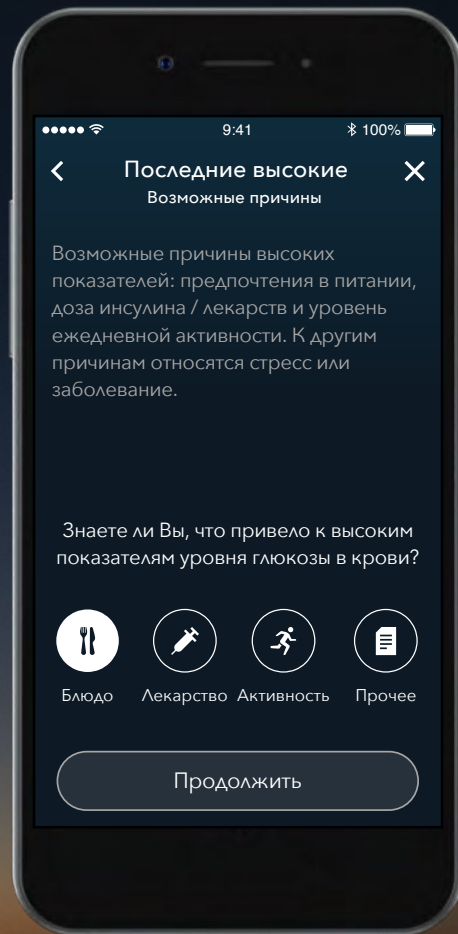 9:41
100%
Последние высокие
Возможные причины
Возможные причины высоких
показателей: предпочтения в питании,
доза инсулина / лекарств и уровень
ежедневной активности. К другим
причинам относятся стресс или
заболевание.
Знаете ли Вы, что привело к высоким
показателям уровня глюкозы в крови?
Блюдо Лекарство Активность Прочее
Продолжить